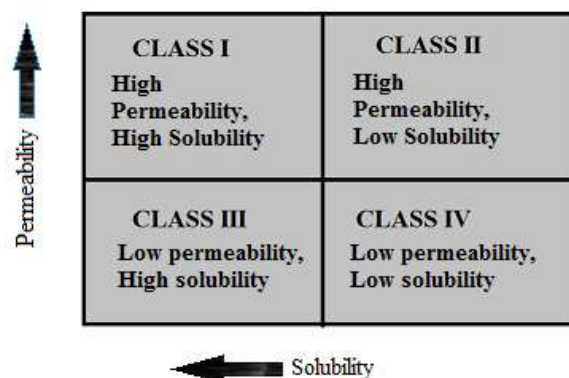 CLASS I
High
Permeability,
High Solubility
CLASS II
High
Permeability,
Low Solubility
Permeability
CLASS III
Low permeability,
High solubility
CLASS IV
Low permeability,
Low solubility
Solubility